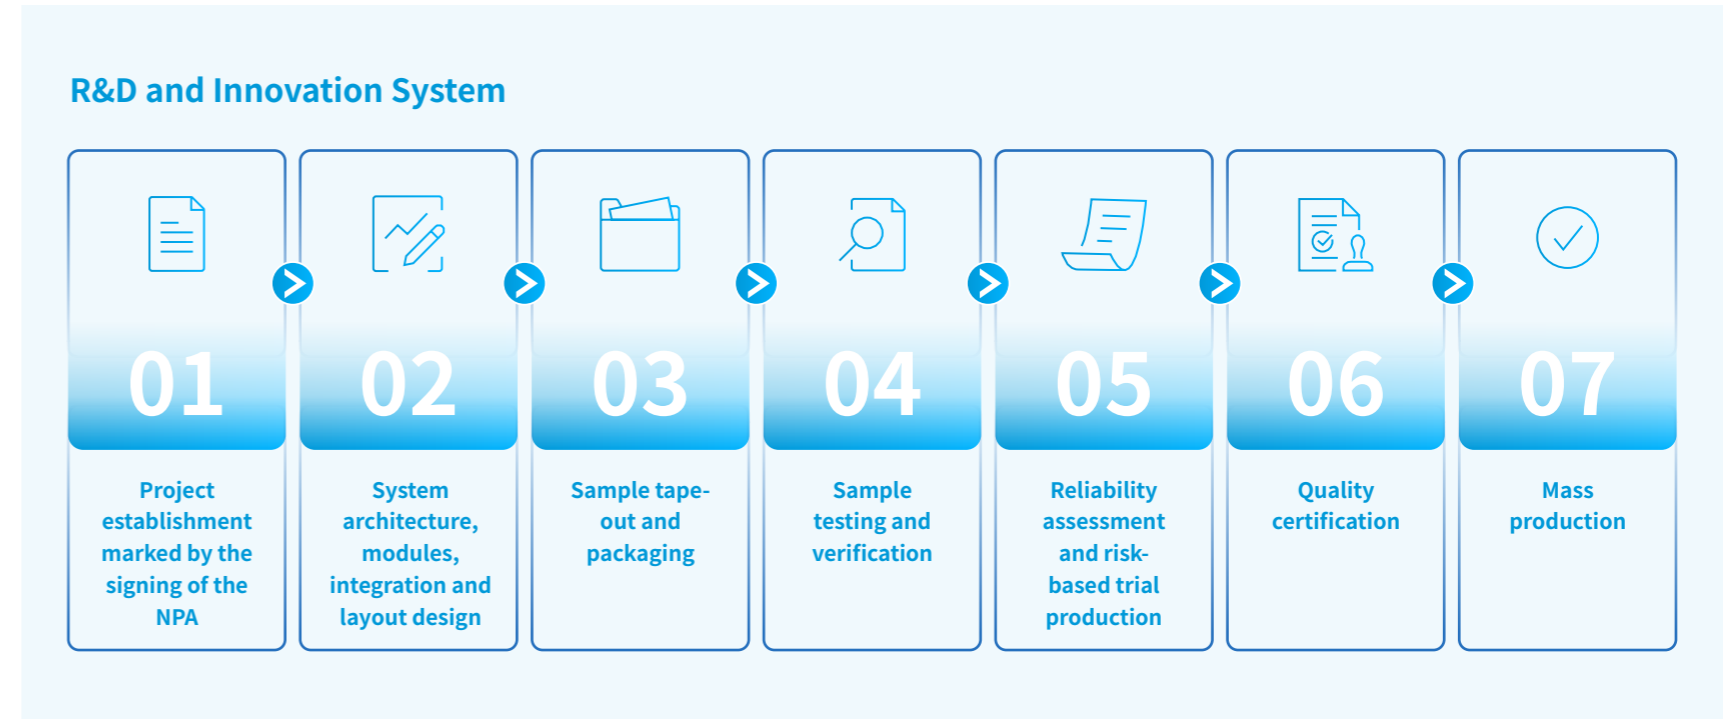 R&D and Innovation System
01
Project
establishment
marked by the
signing of the
NPA
02
System
architecture,
modules,
integration and
layout design
03
Sample tape-
out and
packaging
04
Sample
testing and
verification
05
Reliability
assessment
and risk-
based trial
production
06
Quality
certification
07
Mass
production